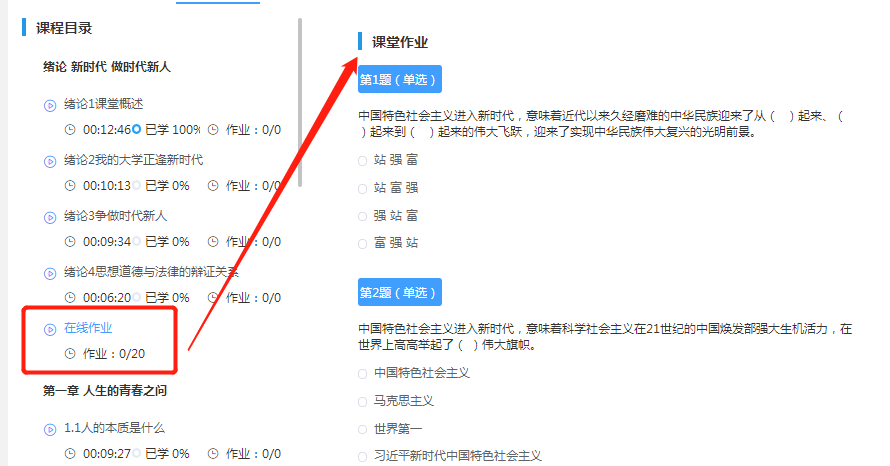 课程目录
绪论 新时代 做时代新人
绪论1课堂概述
00:12:46 已学 100% 作业：0/0
绪论2我的大学正逢新时代
00:10:13 已学 0% 作业：0/0
绪论3争做时代新人
00:09:34 已学 0% 作业：0/0
绪论4思想道德与法律的辩证关系
00:06:20 已学 0% 作业：0/0
在线作业
作业：0/20
第一章 人生的青春之问
1.1人的本质是什么
00:09:27 已学 0% 作业：0/0
课堂作业
第1题（单选）
中国特色社会主义进入新时代，意味着近代以来久经磨难的中华民族迎来了从（　）起来、（
）起来到（　）起来的伟大飞跃，迎来了实现中华民族伟大复兴的光明前景。
站 强 富
站 富 强
强 站 富
富 强 站
第2题（单选）
中国特色社会主义进入新时代，意味着科学社会主义在21世纪的中国焕发部强大生机活力，在
世界上高高举起了（ ）伟大旗帜。
中国特色社会主义
马克思主义
世界第一
习近平新时代中国特色社会主义